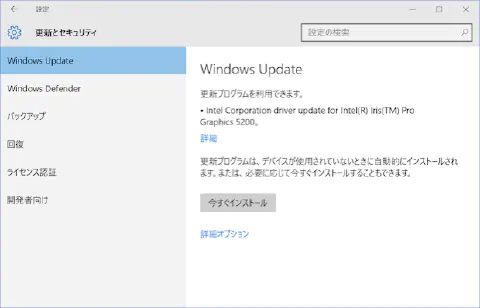 設定
更新とセキュリティ
設定の検索
Windows Update
Windows Defender
バックアップ
回復
ライセンス認証
開発者向け
Windows Update
更新プログラムを利用できます。
• Intel Corporation driver update for Intel(R) Iris(TM) Pro
Graphics 5200。
詳細
更新プログラムは、デバイスが使用されていないときに自動的にインストールされ
ます。または、必要に応じて今すぐインストールすることもできます。
今すぐインストール
詳細オプション